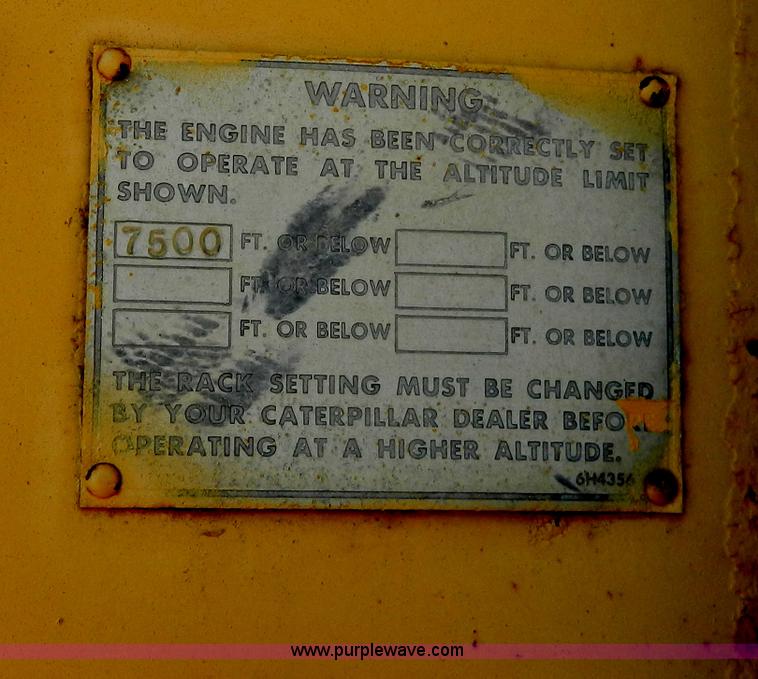 WARNING
THE ENGINE HAS BEEN CORRECTLY SET
TO OPERATE AT THE ALTITUDE LIMIT
SHOWN.
7500 FT. OR BELOW FT. OR BELOW
FT. OR BELOW FT. OR BELOW
FT. OR BELOW FT. OR BELOW
THE RACK SETTING MUST BE CHANGED
BY YOUR CATERPILLAR DEALER BEFORE
OPERATING AT A HIGHER ALTITUDE.
6H4356
www.purplewave.com